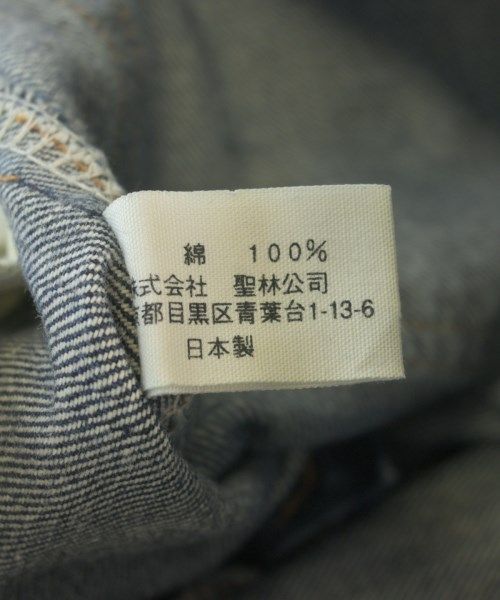 綿 100%
株式会社 聖林公司
都目黒区青葉台1-13-6
日本製